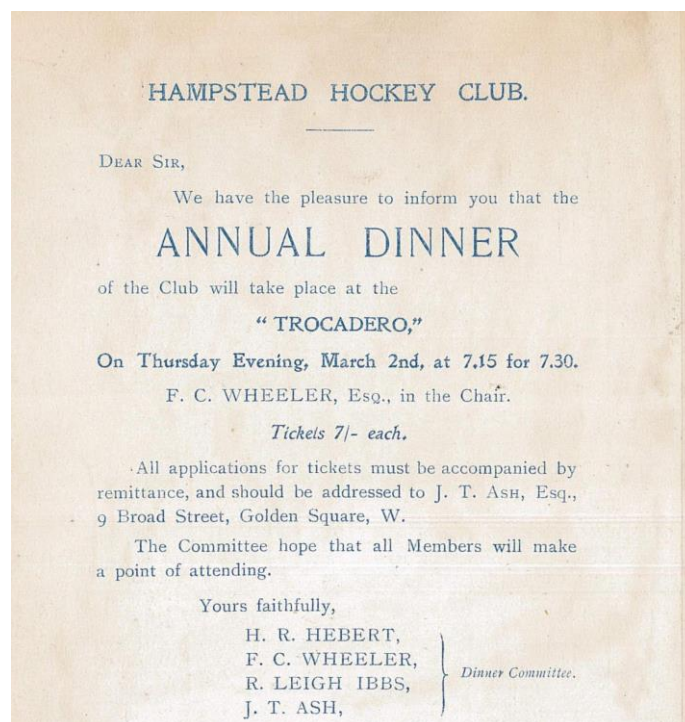 HAMPSTEAD HOCKEY CLUB.
DEAR SIR,
We have the pleasure to inform you that the
ANNUAL DINNER
of the Club will take place at the
“ TROCADERO,”
On Thursday Evening, March 2nd, at 7.15 for 7.30.
F. C. WHEELER, ESQ., in the Chair.
Tickets 7/- each.
All applications for tickets must be accompanied by
remittance, and should be addressed to J. T. ASH, Esq.,
9 Broad Street, Golden Square, W.
The Committee hope that all Members will make
a point of attending.
Yours faithfully,
H. R. HEBERT,
F. C. WHEELER,
R. LEIGH IBBS,
J. T. ASH,
Dinner Committee.